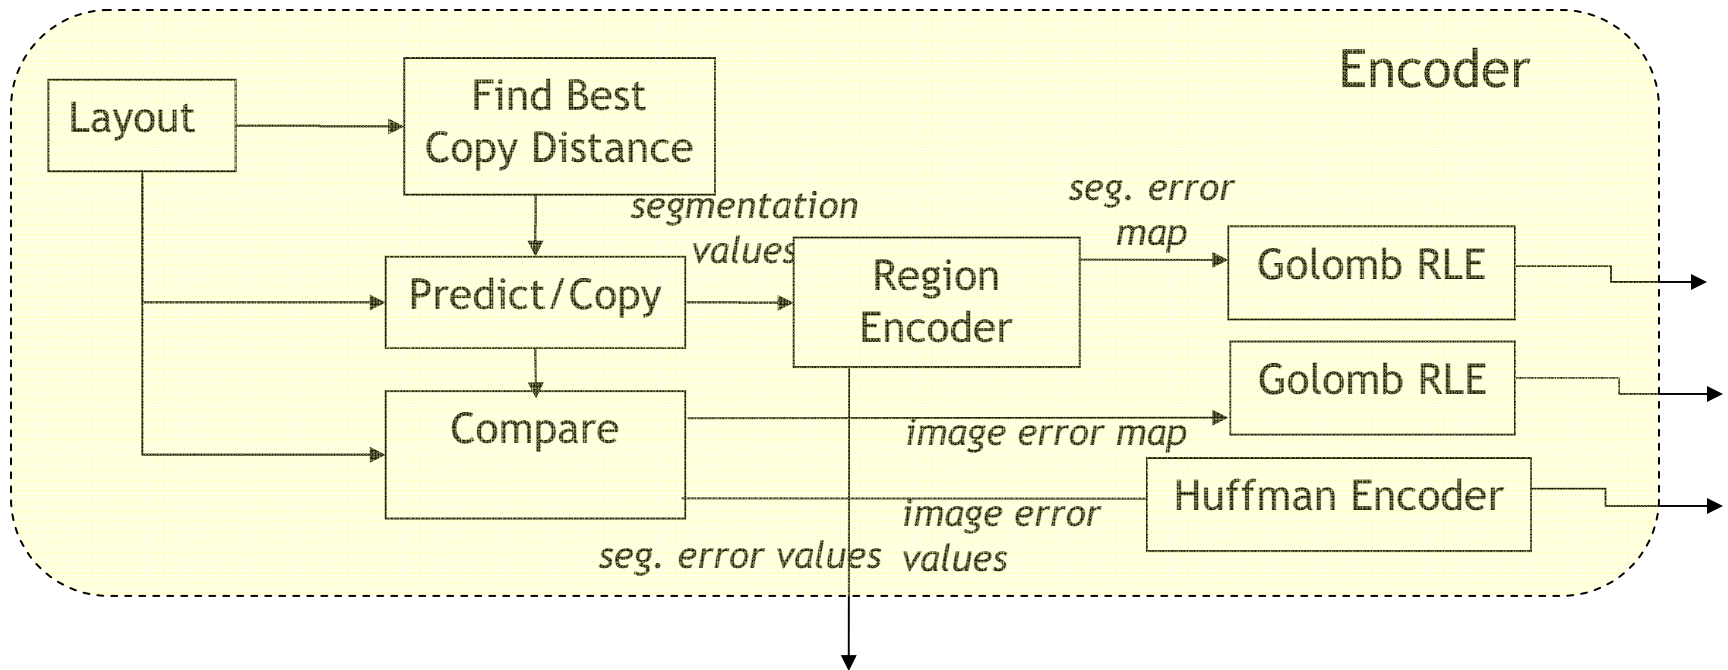 Encoder
Layout
Find Best
Copy Distance
segmentation
values
seg. error
map
Predict/Copy
Region
Encoder
Golomb RLE
Compare
image error map
Golomb RLE
image error
values
Huffman Encoder
seg. error values